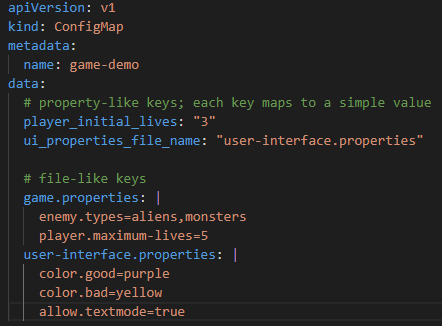 apiVersion: v1
kind: ConfigMap
metadata:
  name: game-demo
data:
  # property-like keys; each key maps to a simple value
  player_initial_lives: "3"
  ui_properties_file_name: "user-interface.properties"

  # file-like keys
  game.properties: |
    enemy.types=aliens,monsters
    player.maximum-lives=5
  user-interface.properties: |
    color.good=purple
    color.bad=yellow
    allow.textmode=true